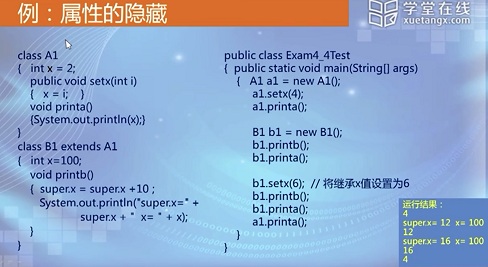 例：属性的隐藏
学堂在线
xuetangx.com
class A1
{ int x = 2;
public void setx(int i)
{ x = i; }
void printa()
{System.out.println(x);}
}
class B1 extends A1
{ int x=100;
void printb()
{ super.x = super.x +10 ;
System.out.println("super.x=" +
super.x + " x= " + x);
}
}
public class Exam4_4Test
{ public static void main(String[] args)
{ A1 a1 = new A1();
a1.setx(4);
a1.printa();
B1 b1 = new B1();
b1.printb();
b1.printa();
b1.setx(6); // 将继承x值设置为6
b1.printb();
b1.printa();
a1.printa();
}
}
运行结果：
4
super.x= 12 x= 100
12
super.x= 16 x= 100
16
4